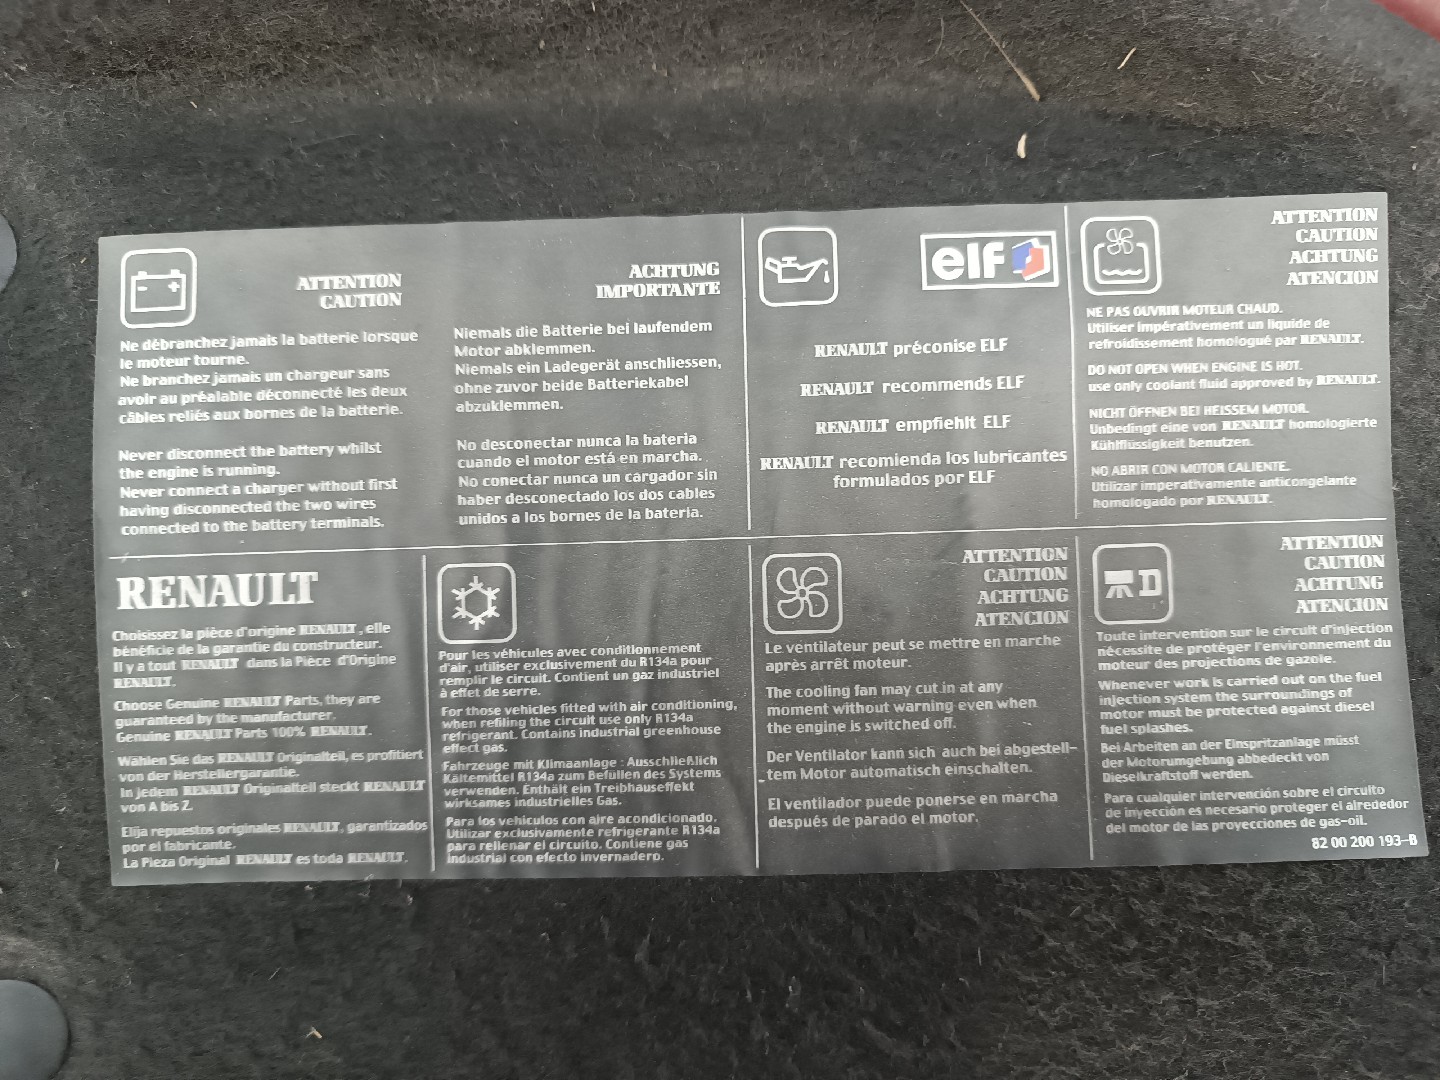 ATTENTION
CAUTION
Ne débranchez jamais la batterie lorsque
le moteur tourne.
Ne branchez jamais un chargeur sans
avoir au préalable déconnecté les deux
câbles reliés aux bornes de la batterie.
Never disconnect the battery whilst
the engine is running.
Never connect a charger without first
having disconnected the two wires
connected to the battery terminals.
ACHTUNG
IMPORTANTE
Niemals die Batterie bei laufendem
Motor abklemmen.
Niemals ein Ladegerät anschliessen,
ohne zuvor beide Batteriekabel
abzuklemmen.
No desconectar nunca la bateria
cuando el motor está en marcha.
No conectar nunca un cargador sin
haber desconectado los dos cables
unidos a los bornes de la bateria.
elf
RENAULT préconise ELF
RENAULT recommends ELF
RENAULT empfiehlt ELF
RENAULT recomienda los lubricantes
formulados por ELF
ATTENTION
CAUTION
ACHTUNG
ATENCION
NE PAS OUVRIR MOTEUR CHAUD.
Utiliser impérativement un liquide de
refroidissement homologué par RENAULT.
DO NOT OPEN WHEN ENGINE IS HOT.
use only coolant fluid approved by RENAULT.
NICHT ÖFFNEN BEI HEISSEM MOTOR.
Unbedingt eine von RENAULT homologierte
Kühlflüssigkeit benutzen.
NO ABRIR CON MOTOR CALIENTE.
Utilizar imperativamente anticongelante
homologado por RENAULT.
RENAULT
Choisissez la pièce d'origine RENAULT, elle
bénéficie de la garantie du constructeur.
Il y a tout RENAULT dans la Pièce d'Origine
RENAULT.
Choose Genuine RENAULT Parts, they are
guaranteed by the manufacturer.
Genuine RENAULT Parts 100% RENAULT.
Wählen Sie das RENAULT Originalteil, es profitiert
von der Herstellergarantie.
In jedem RENAULT Originalteil steckt RENAULT
von A bis Z.
Elija repuestos originales RENAULT, garantizados
por el fabricante.
La Pieza Original RENAULT es toda RENAULT.
Pour les véhicules avec conditionnement
d'air, utiliser exclusivement du R134a pour
remplir le circuit. Contient un gaz industriel
à effet de serre.
For those vehicles fitted with air conditioning,
when refiling the circuit use only R134a
refrigerant. Contains industrial greenhouse
effect gas.
Fahrzeuge mit Klimaanlage : Ausschließlich
Kältemittel R134a zum Befüllen des Systems
verwenden. Enthält ein Treibhauseffekt
wirksames industrielles Gas.
Para los vehículos con aire acondicionado.
Utilizar exclusivamente refrigerante R134a
para rellenar el circuito. Contiene gas
industrial con efecto invernadero.
ATTENTION
CAUTION
ACHTUNG
ATENCION
Le ventilateur peut se mettre en marche
après arrêt moteur.
The cooling fan may cut in at any
moment without warning even when
the engine is switched off.
Der Ventilator kann sich auch bei abgestell-
tem Motor automatisch einschalten.
El ventilador puede ponerse en marcha
después de parado el motor.
D
ATTENTION
CAUTION
ACHTUNG
ATENCION
Toute intervention sur le circuit d'injection
nécessite de protéger l'environnement du
moteur des projections de gazole.
Whenever work is carried out on the fuel
injection system the surroundings of
motor must be protected against diesel
fuel splashes.
Bei Arbeiten an der Einspritzanlage müsst
der Motorumgebung abbedeckt von
Dieselkraftstoff werden.
Para cualquier intervención sobre el circuito
de inyección es necesario proteger el alrededor
del motor de las proyecciones de gas-oil.
82 00 200 193-B